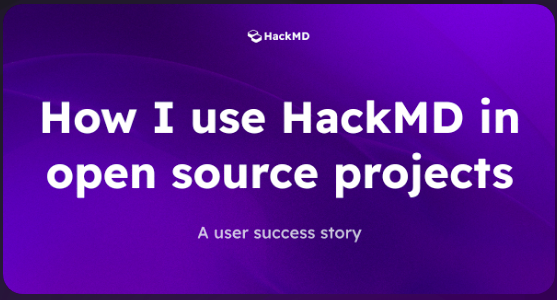 HackMD
How I use HackMD in
open source projects
A user success story